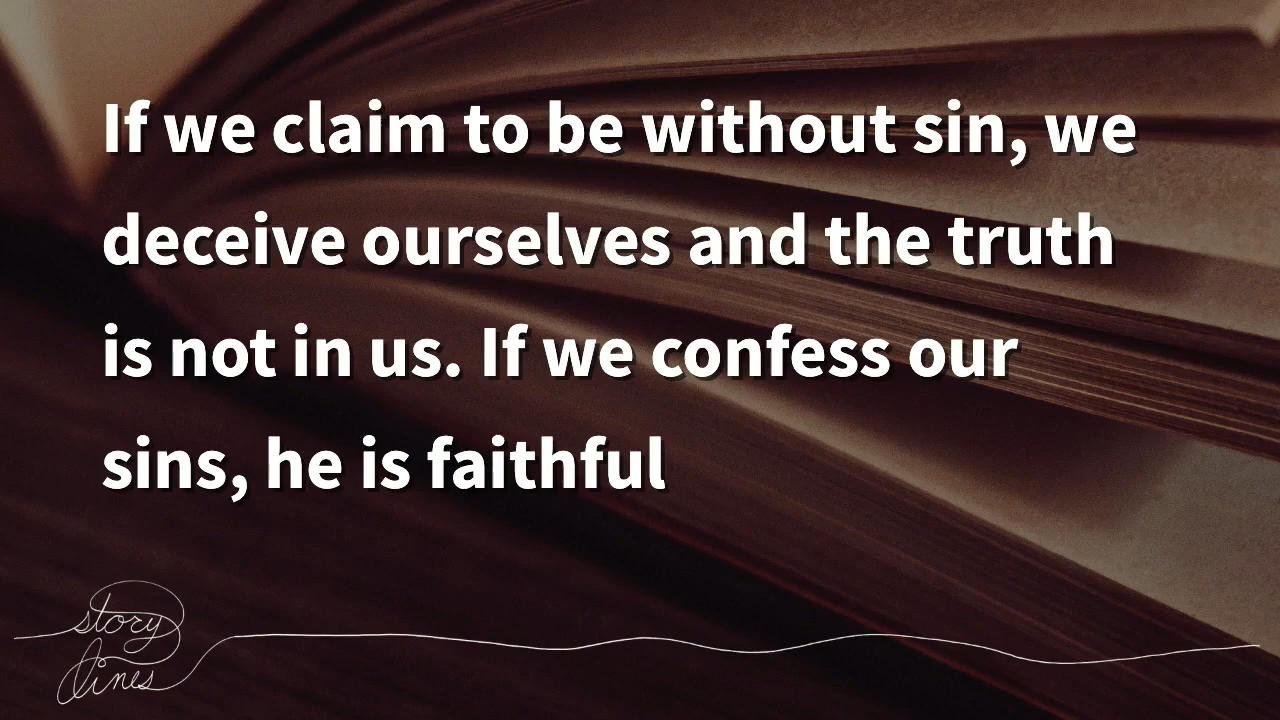 If we claim to be without sin, we
deceive ourselves and the truth
is not in us. If we confess our
sins, he is faithful
story
lines